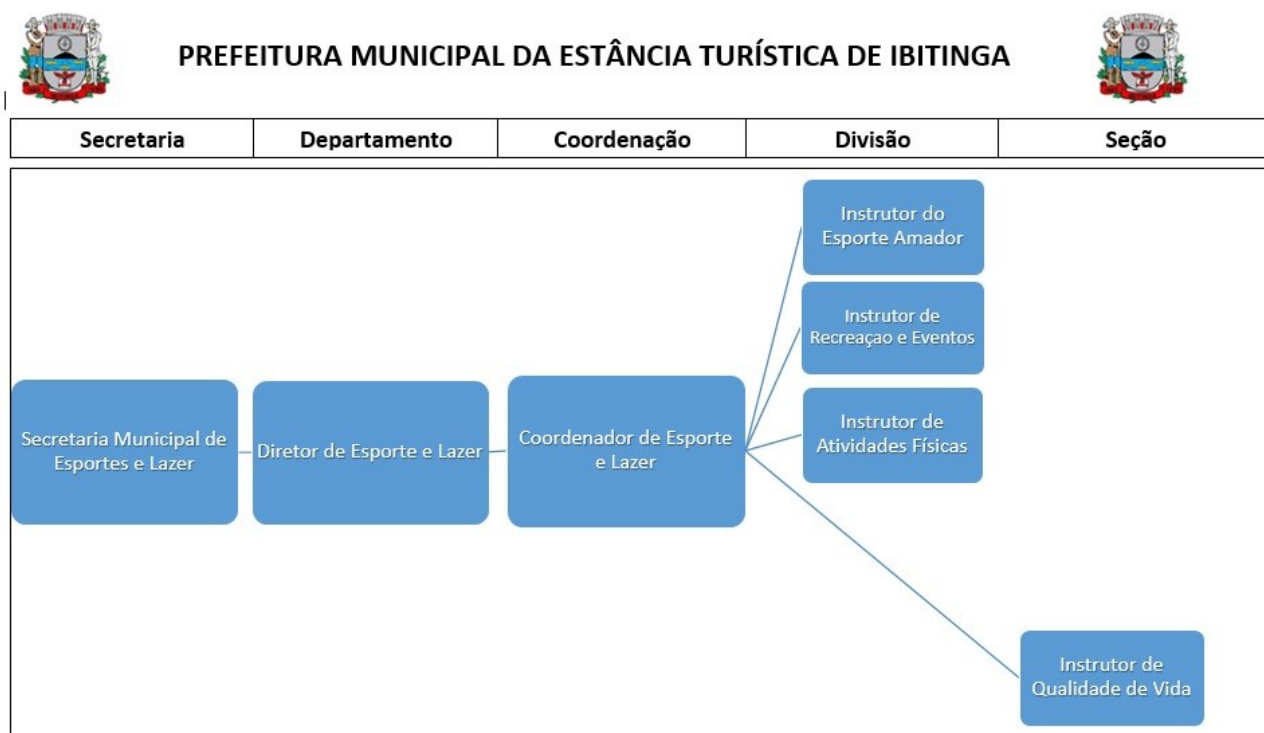 PREFEITURA MUNICIPAL DA ESTÂNCIA TURÍSTICA DE IBITINGA
Secretaria
Departamento
Coordenação
Divisão
Seção
Instrutor do
Esporte Amador
Instrutor de
Recreaçao e Eventos
Instrutor de
Atividades Físicas
Secretaria Municipal de
Esportes e Lazer
Diretor de Esporte e Lazer
Coordenador de Esporte
e Lazer
Instrutor de
Qualidade de Vida